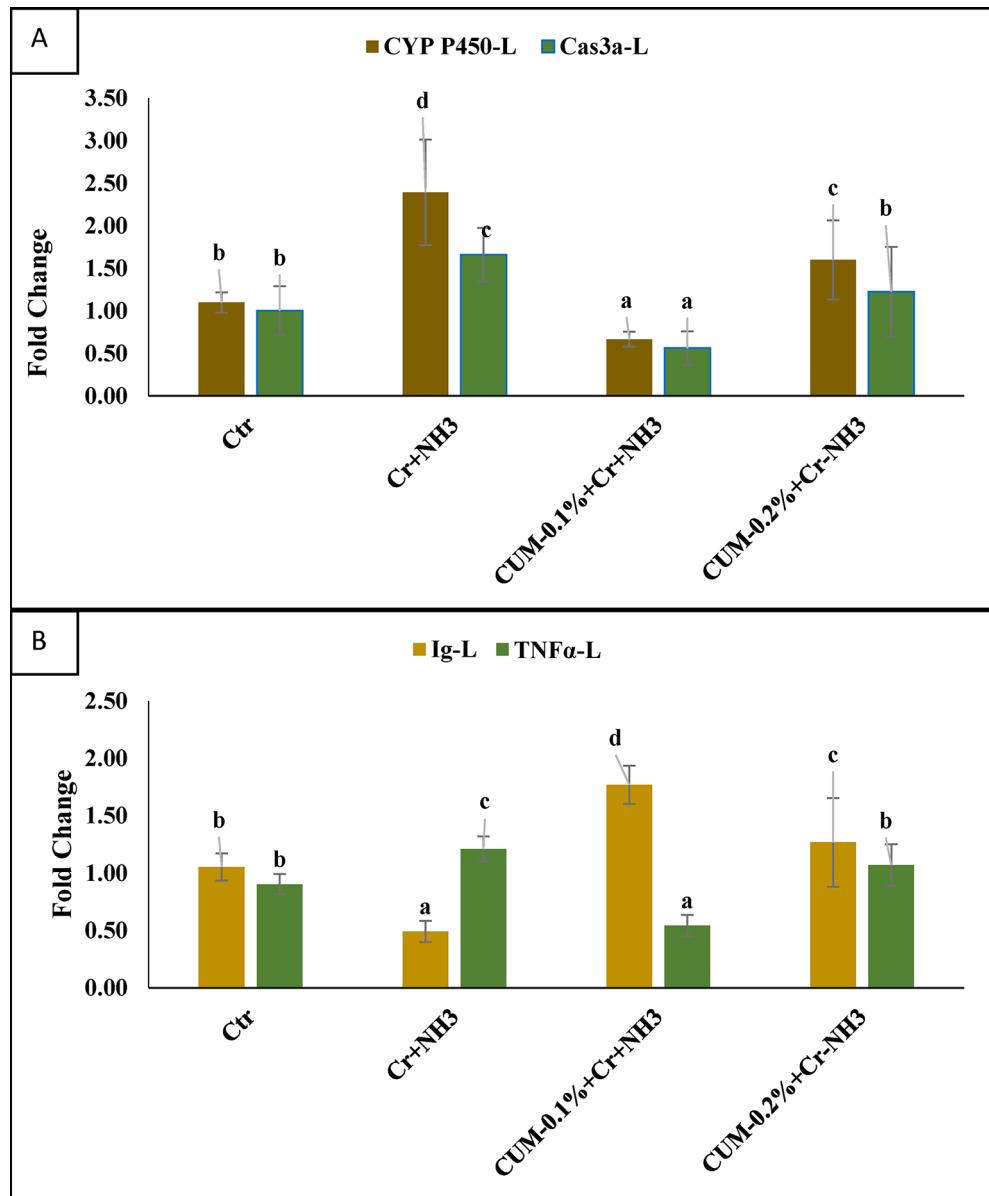 A
CYP P450-L Cas3a-L
Fold Change
3.50
3.00
2.50
2.00
1.50
1.00
0.50
0.00
b b d c a a c b
Ctr
Cr+NH3
CUM-0.1%+Cr+NH3
CUM-0.2%+Cr-NH3
B
Ig-L TNFα-L
Fold Change
2.50
2.00
1.50
1.00
0.50
0.00
b b a c d a c b
Ctr
Cr+NH3
CUM-0.1%+Cr+NH3
CUM-0.2%+Cr-NH3